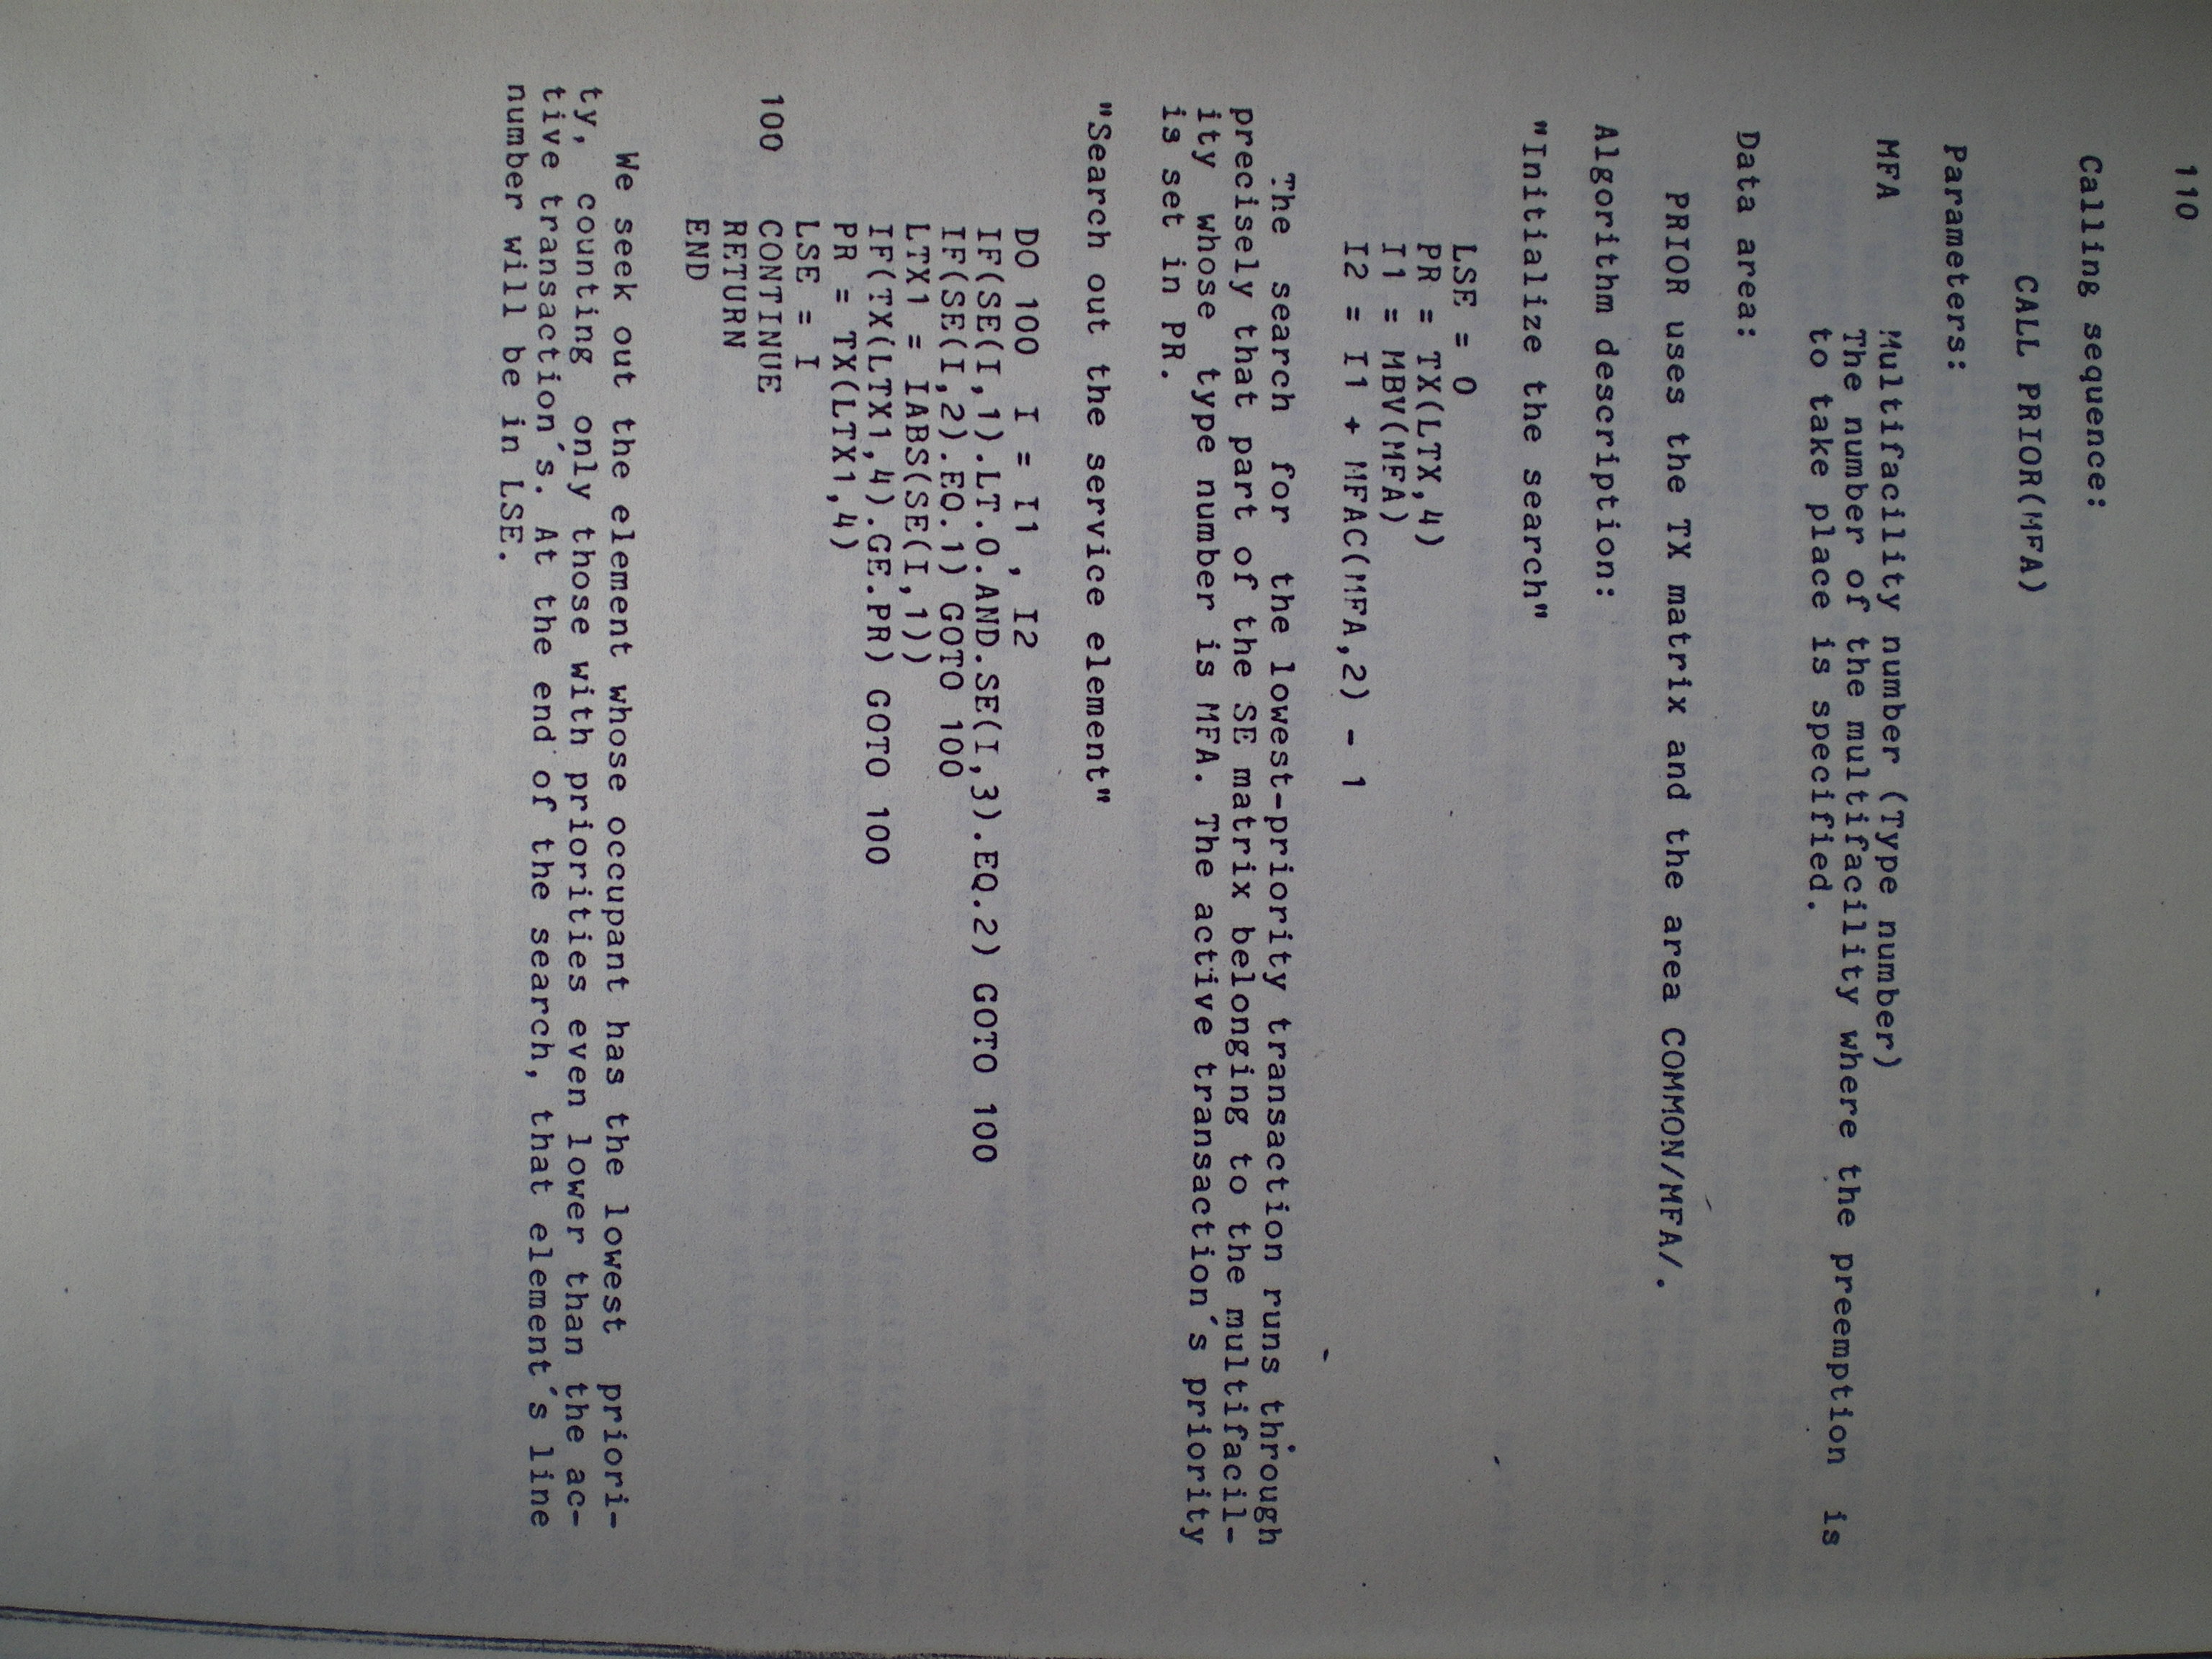 110
Calling sequence:
CALL PRIOR(MFA)
Parameters:
MFA Multifacility number (Type number)
The number of the multifacility where the preemption is
to take place is specified.
Data area:
PRIOR uses the TX matrix and the area COMMON/MFA/.
Algorithm description:
"Initialize the search"
LSE = 0
PR = TX(LTX,4)
I1 = MBV(MFA)
I2 = I1 + MFAC(MFA,2) - 1
The search for the lowest-priority transaction runs through
precisely that part of the SE matrix belonging to the multifacil-
ity whose type number is MFA. The active transaction´s priority
is set in PR.
"Search out the service element"
DO 100 I = I1 , I2
IF(SE(I,1).LT.0.AND.SE(I,3).EQ.2) GOTO 100
IF(SE(I,2).EQ.1) GOTO 100
LTX1 = IABS(SE(I,1))
IF(TX(LTX1,4).GE.PR) GOTO 100
PR = TX(LTX1,4)
LSE = I
100 CONTINUE
RETURN
END
We seek out the element whose occupant has the lowest priori-
ty, counting only those with priorities even lower than the ac-
tive transaction´s. At the end of the search, that element´s line
number will be in LSE.